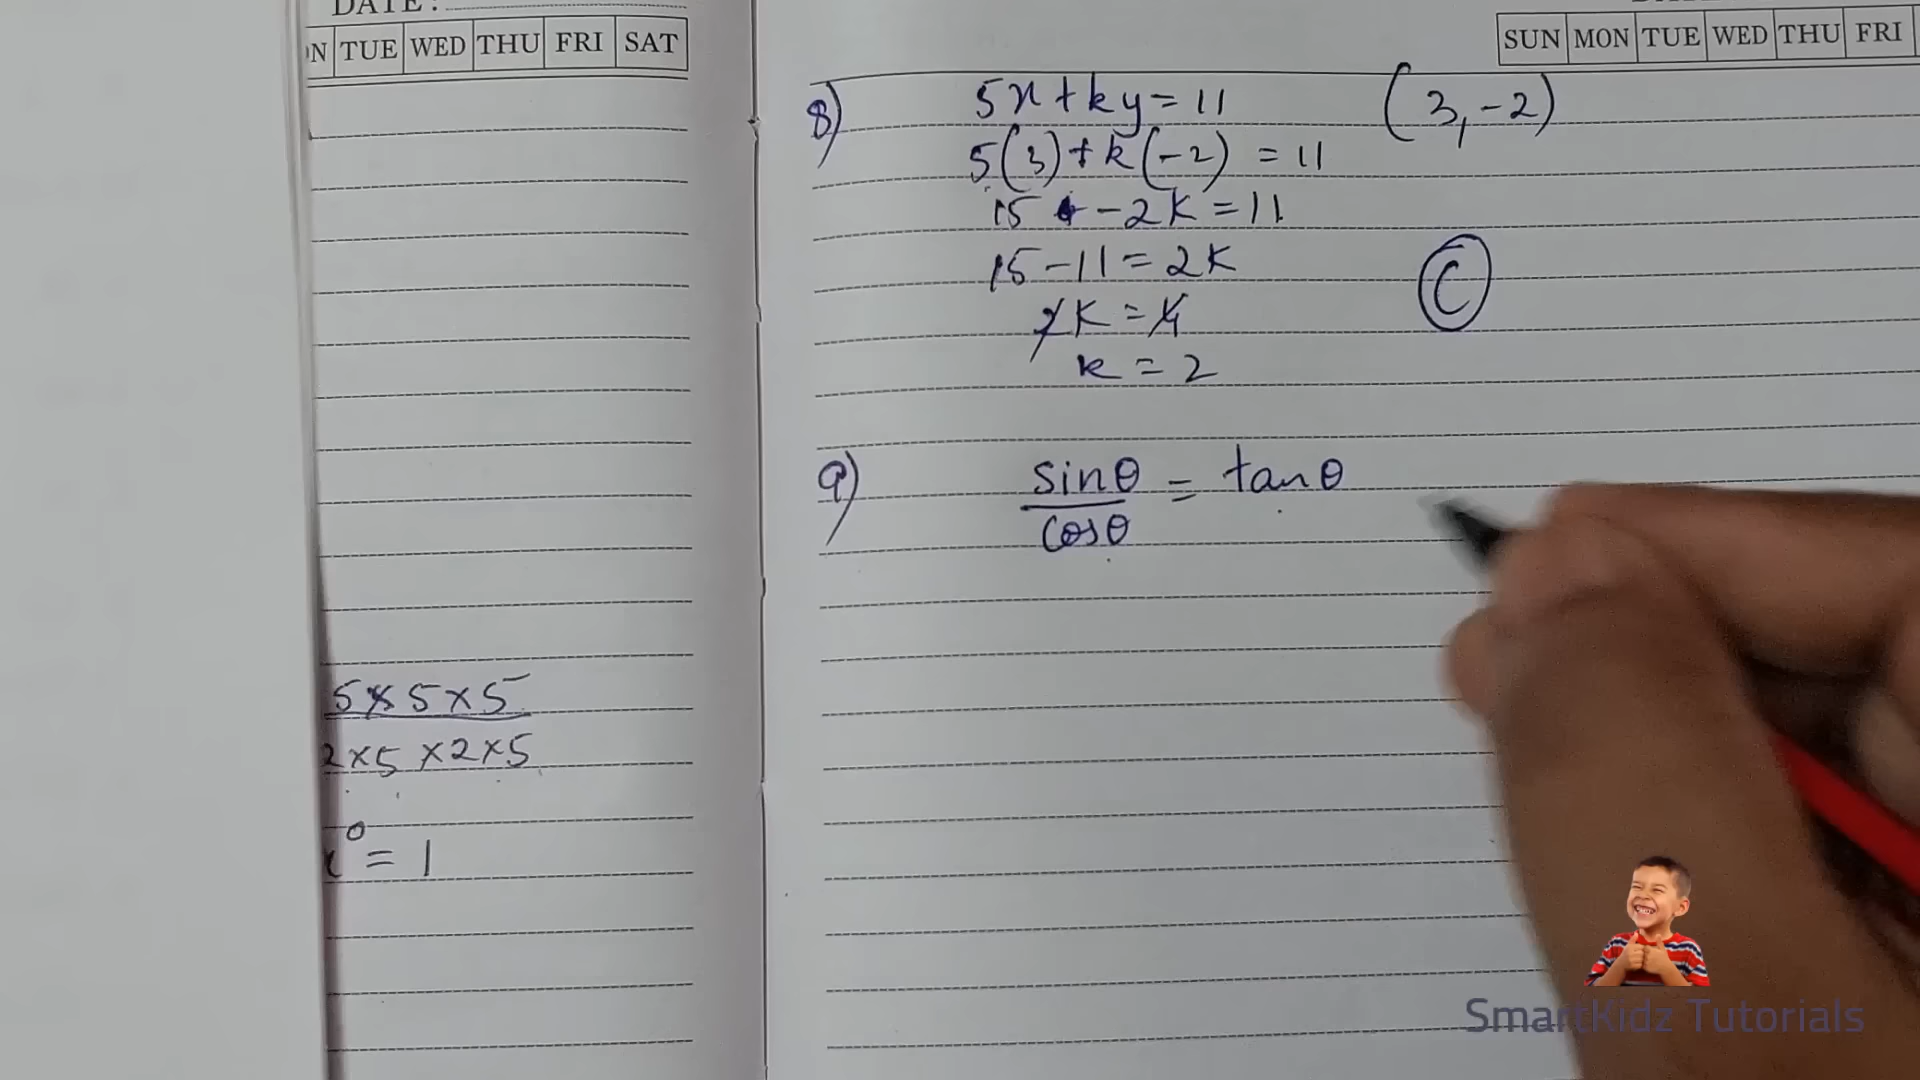 DATE:
N TUE WED THU FRI SAT
5×5×5
2×5×2×5
x⁰ = 1
SUN MON TUE WED THU FRI
8) 5x+ky=11 (3,-2)
5(3)+k(-2) = 11
15 -2K = 11
15-11 = 2K
C
2K = 4
k = 2
9) sinθ/cosθ = tanθ
SmartKidz Tutorials